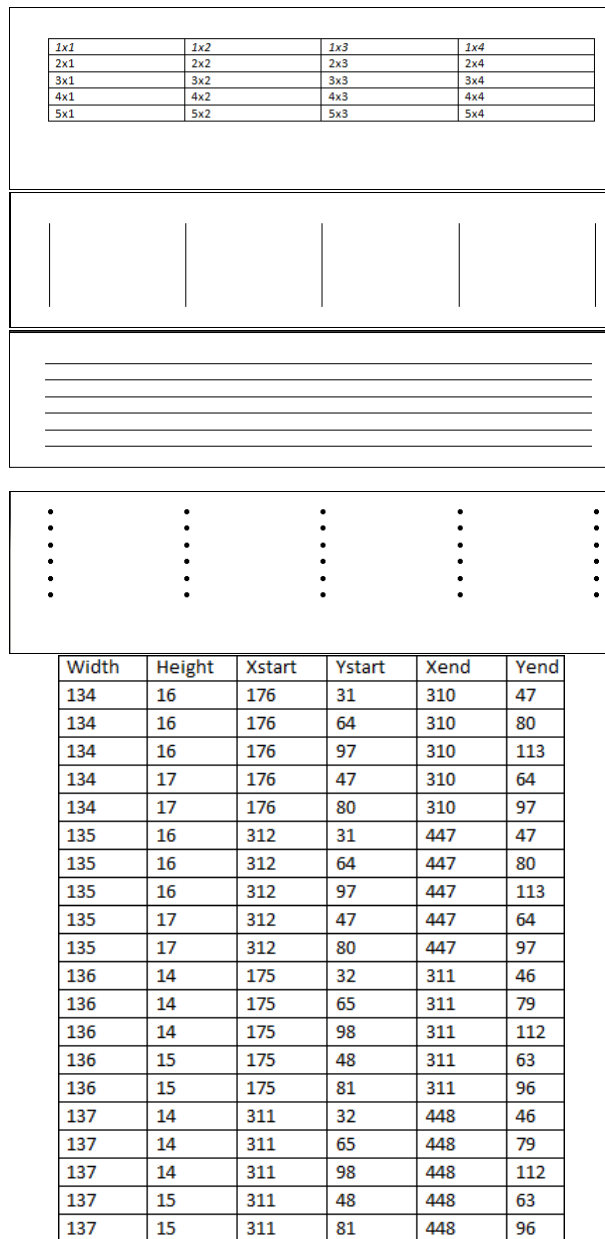 1x1 1x2 1x3 1x4
2x1 2x2 2x3 2x4
3x1 3x2 3x3 3x4
4x1 4x2 4x3 4x4
5x1 5x2 5x3 5x4
Width Height Xstart Ystart Xend Yend
134 16 176 31 310 47
134 16 176 64 310 80
134 16 176 97 310 113
134 17 176 47 310 64
134 17 176 80 310 97
135 16 312 31 447 47
135 16 312 64 447 80
135 16 312 97 447 113
135 17 312 47 447 64
135 17 312 80 447 97
136 14 175 32 311 46
136 14 175 65 311 79
136 14 175 98 311 112
136 15 175 48 311 63
136 15 175 81 311 96
137 14 311 32 448 46
137 14 311 65 448 79
137 14 311 98 448 112
137 15 311 48 448 63
137 15 311 81 448 96